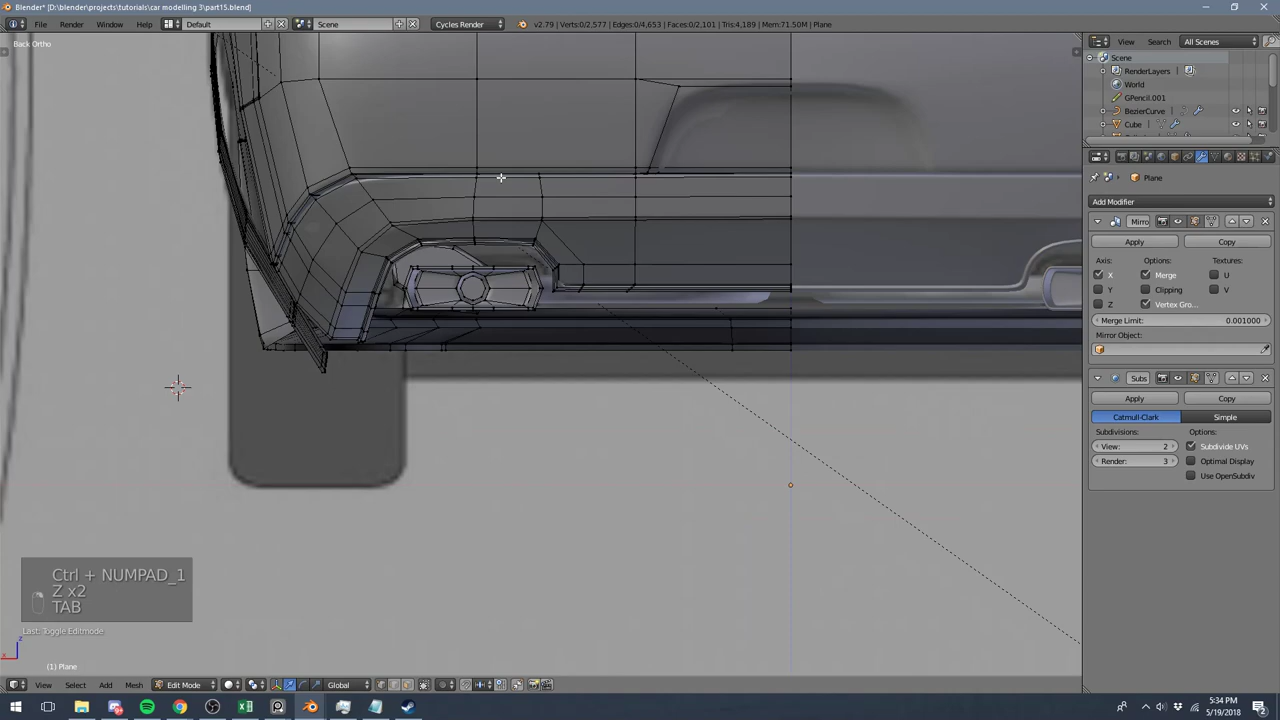 Blender* [D:\blender\projects\tutorials\car modelling 3\part15.blend]
File Render Window Help Default Scene Cycles Render v2.79 | Verts:0/2,577 | Edges:0/4,653 | Faces:0/2,101 | Tris:4,189 | Mem:71.50M | Plane
Back Ortho
View Search All Scenes
Scene
RenderLayers
World
GPencil.001
BezierCurve
Cube
Plane
Add Modifier
Mirro
Apply Copy
Axis: Options: Textures:
X Merge U
Y Clipping V
Z Vertex Gro...
Merge Limit: 0.001000
Mirror Object:
Subs
Apply Copy
Catmull-Clark Simple
Subdivisions: Options:
View: 2 Subdivide UVs
Render: 3 Optimal Display
Use OpenSubdiv
Ctrl + NUMPAD_1
Z x2
TAB
Last: Toggle Editmode
x z
(1) Plane
View Select Add Mesh Edit Mode Global
5:34 PM
5/19/2018
2